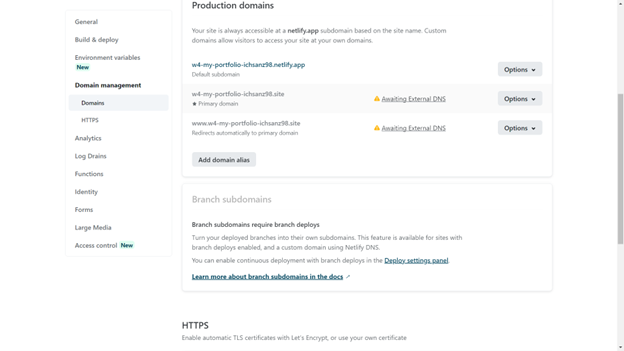 Production domains
General
Build & deploy
Environment variables
New
Domain management
Domains
HTTPS
Analytics
Log Drains
Functions
Identity
Forms
Large Media
Access control New
Your site is always accessible at a netlify.app subdomain based on the site name. Custom
domains allow visitors to access your site at your own domains.
w4-my-portfolio-ichsanz98.netlify.app
Default subdomain
Options
w4-my-portfolio-ichsanz98.site
★ Primary domain
Awaiting External DNS
Options
www.w4-my-portfolio-ichsanz98.site
Redirects automatically to primary domain
Awaiting External DNS
Options
Add domain alias
Branch subdomains
Branch subdomains require branch deploys
Turn your deployed branches into their own subdomains. This feature is available for sites with
branch deploys enabled, and a custom domain using Netlify DNS.
You can enable continuous deployment with branch deploys in the Deploy settings panel.
Learn more about branch subdomains in the docs ↗
HTTPS
Enable automatic TLS certificates with Let's Encrypt, or use your own certificate